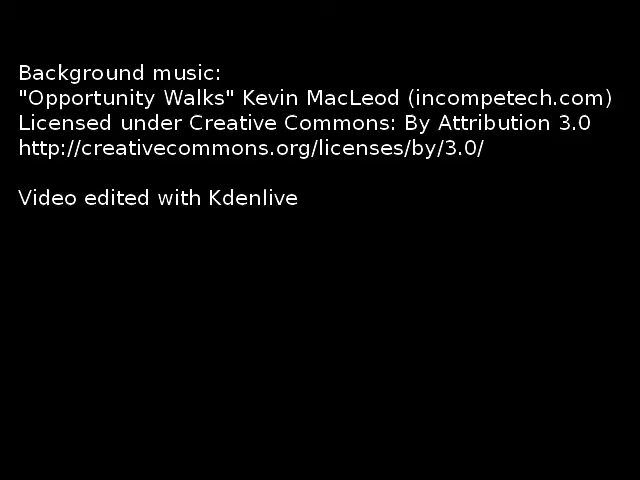 Background music:
"Opportunity Walks" Kevin MacLeod (incompetech.com)
Licensed under Creative Commons: By Attribution 3.0
http://creativecommons.org/licenses/by/3.0/
Video edited with Kdenlive